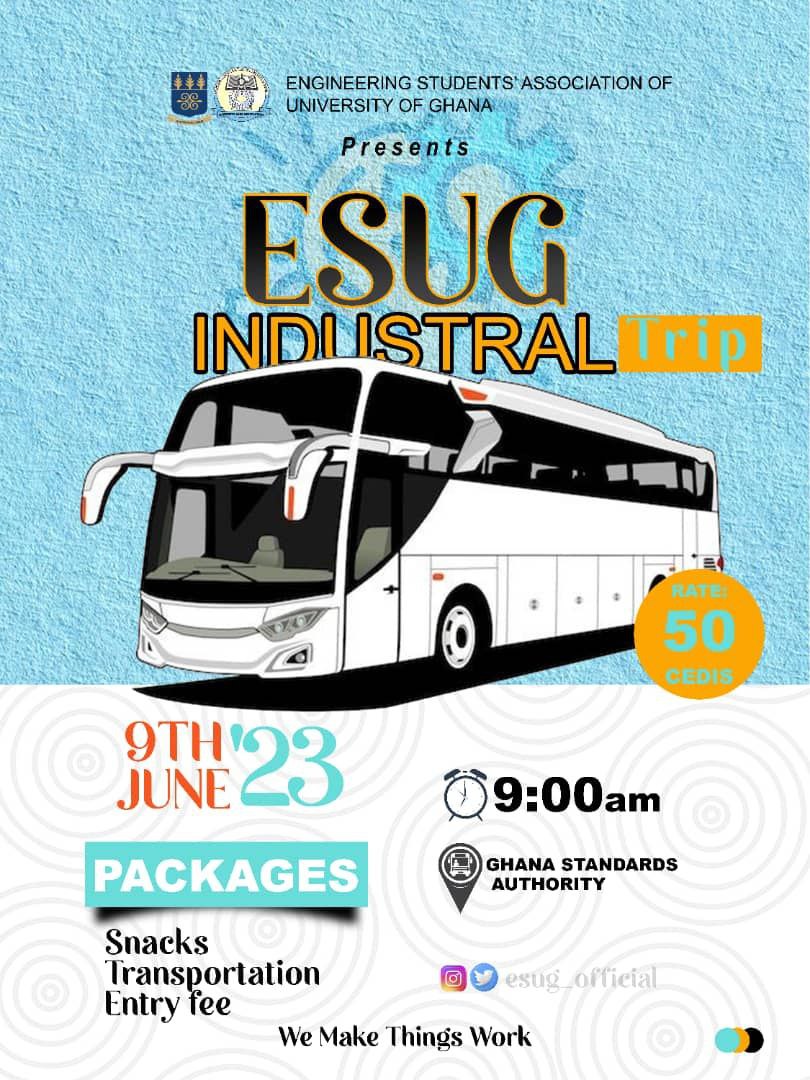 ENGINEERING STUDENTS' ASSOCIATION OF
UNIVERSITY OF GHANA
Presents
ESUG
INDUSTRAL Trip
RATE:
50
CEDIS
9TH
JUNE '23
9:00am
PACKAGES
GHANA STANDARDS
AUTHORITY
Snacks
Transportation
Entry fee
esug_official
We Make Things Work